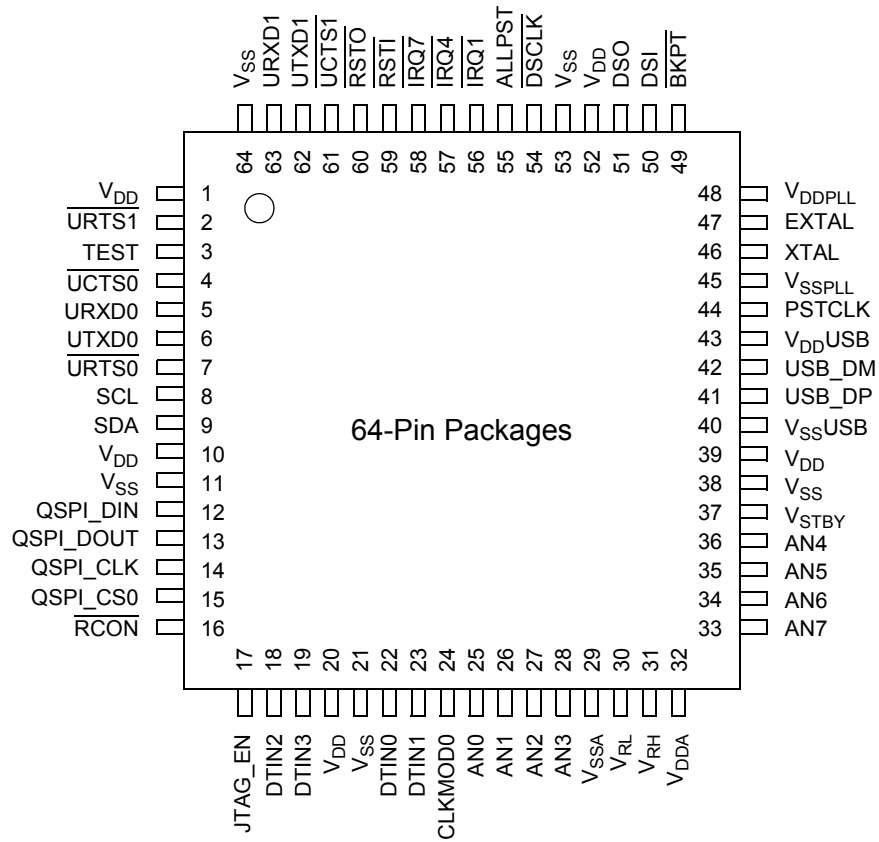 VSS
URXD1
UTXD1
UCTS1
RSTO
RSTI
IRQ7
IRQ4
IRQ1
ALLPST
DSCLK
VSS
VDD
DSO
DSI
BKPT
64
63
62
61
60
59
58
57
56
55
54
53
52
51
50
49
VDD 1
URTS1 2
TEST 3
UCTS0 4
URXD0 5
UTXD0 6
URTS0 7
SCL 8
SDA 9
VDD 10
VSS 11
QSPI_DIN 12
QSPI_DOUT 13
QSPI_CLK 14
QSPI_CS0 15
RCON 16
64-Pin Packages
48 VDDPLL
47 EXTAL
46 XTAL
45 VSSPLL
44 PSTCLK
43 VDDUSB
42 USB_DM
41 USB_DP
40 VSSUSB
39 VDD
38 VSS
37 VSTBY
36 AN4
35 AN5
34 AN6
33 AN7
17
18
19
20
21
22
23
24
25
26
27
28
29
30
31
32
JTAG_EN
DTIN2
DTIN3
VDD
VSS
DTIN0
DTIN1
CLKMOD0
AN0
AN1
AN2
AN3
VSSA
VRL
VRH
VDDA